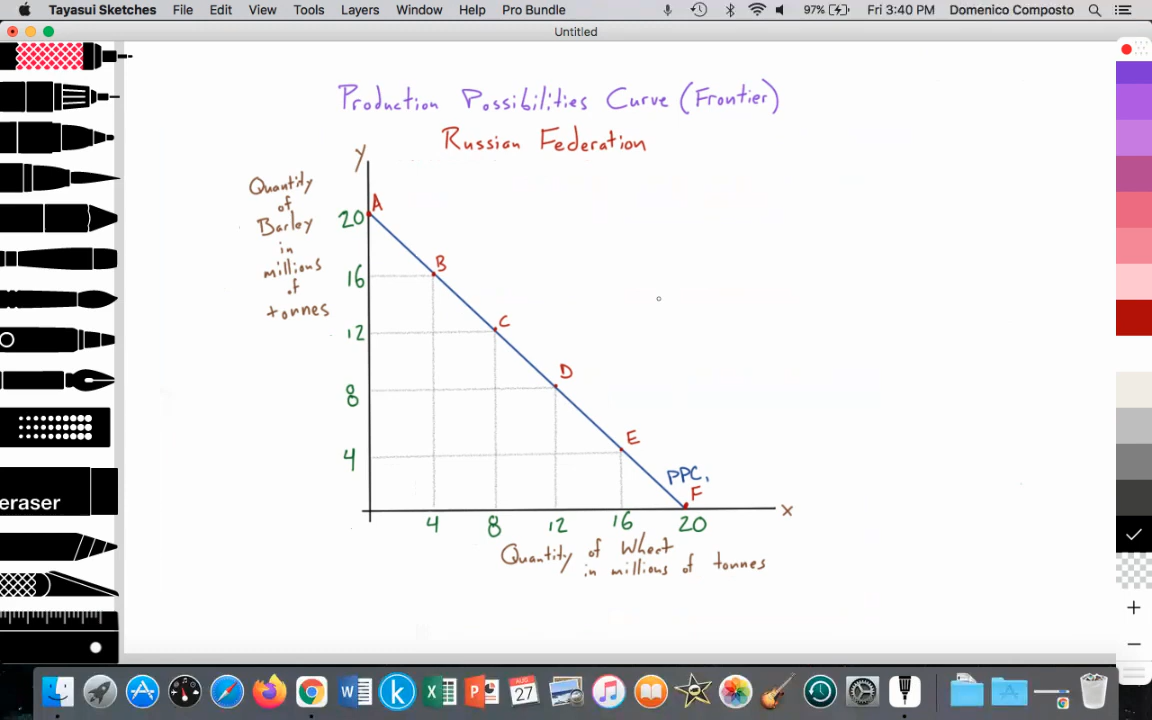 Tayasui Sketches File Edit View Tools Layers Window Help Pro Bundle 97% Fri 3:40 PM Domenico Composto
Untitled
Production Possibilities Curve (Frontier)
Russian Federation
y
Quantity
of
Barley
in
millions
of
tonnes
A
20
B
16
C
12
D
8
E
4
PPC1
F
x
4 8 12 16 20
Quantity of Wheat
in millions of tonnes
eraser
AUG
27